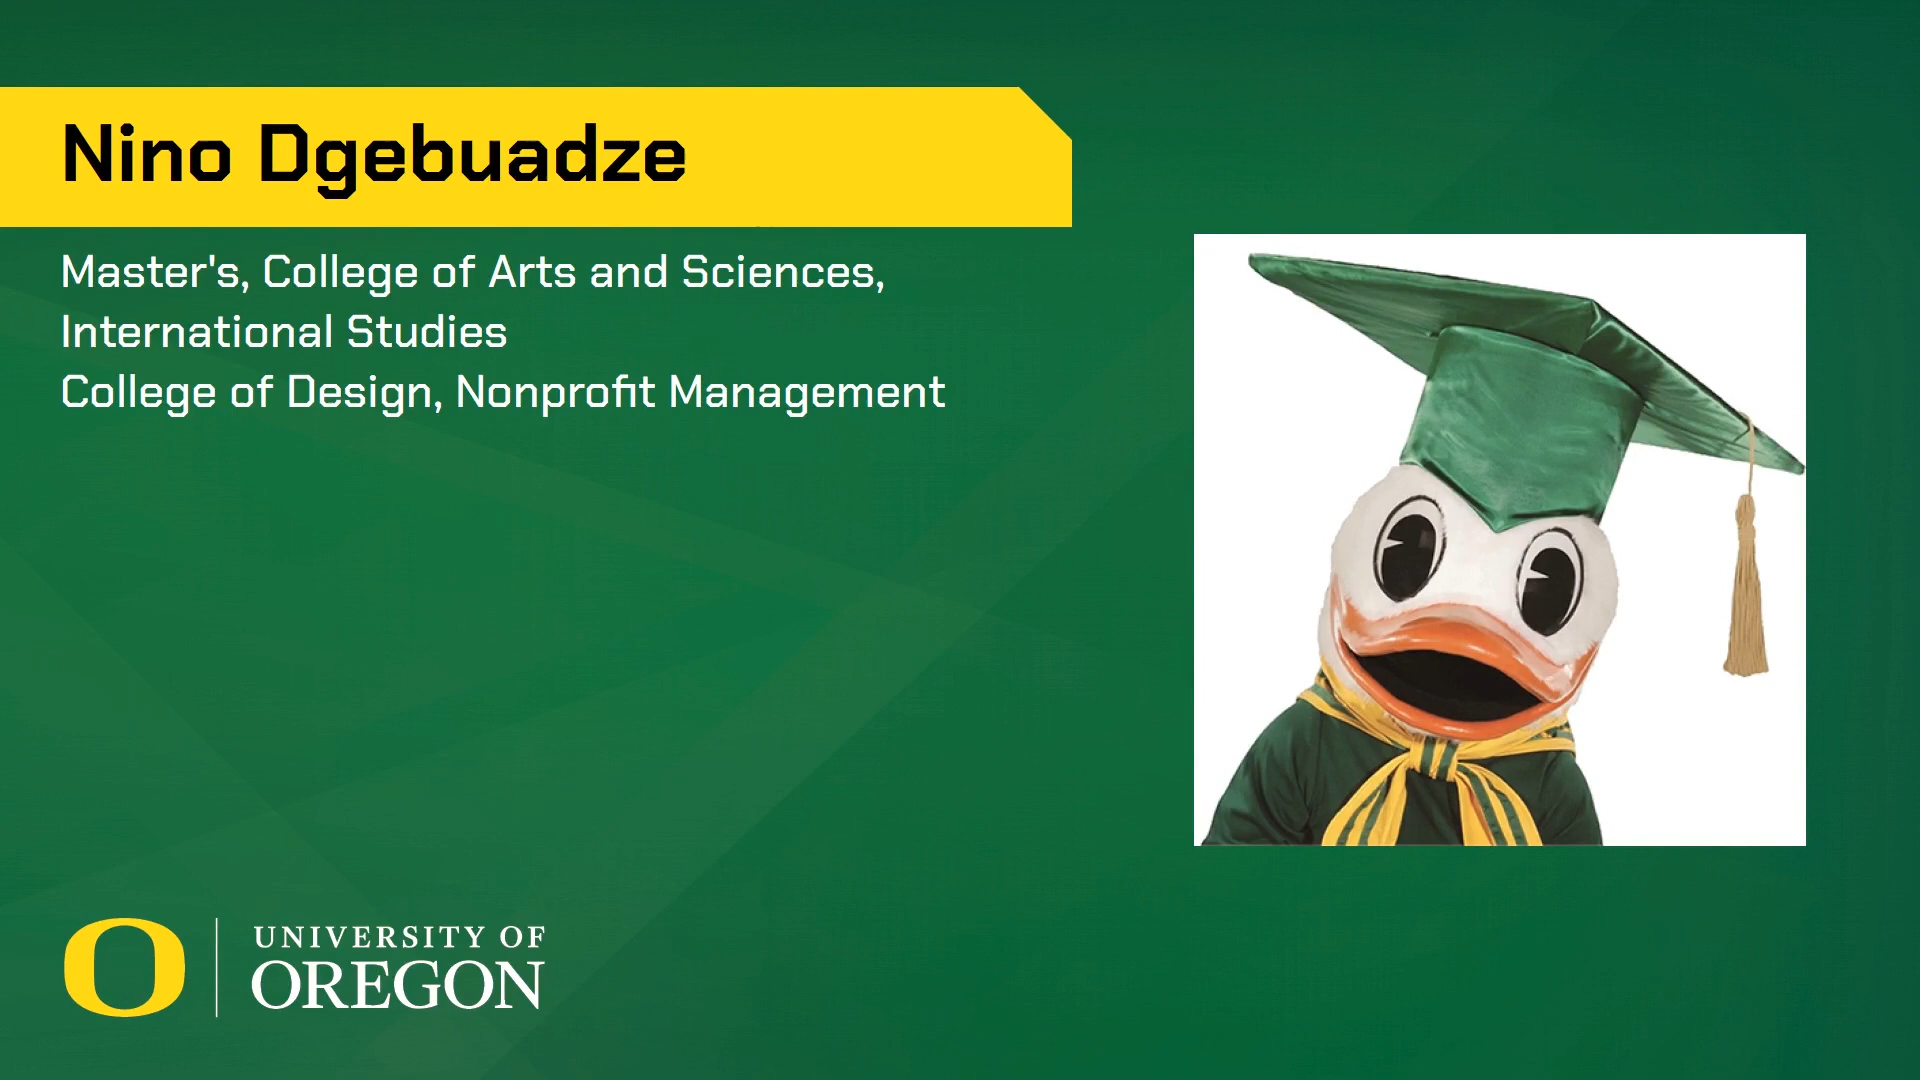 Nino Dgebuadze
Master's, College of Arts and Sciences,
International Studies
College of Design, Nonprofit Management
O
UNIVERSITY OF
OREGON